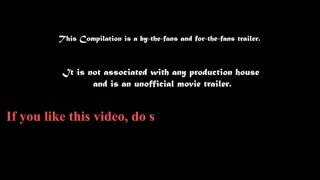 This Compilation is a by-the-fans and for-the-fans trailer.
It is not associated with any production house
and is an unofficial movie trailer.
If you like this video, do s